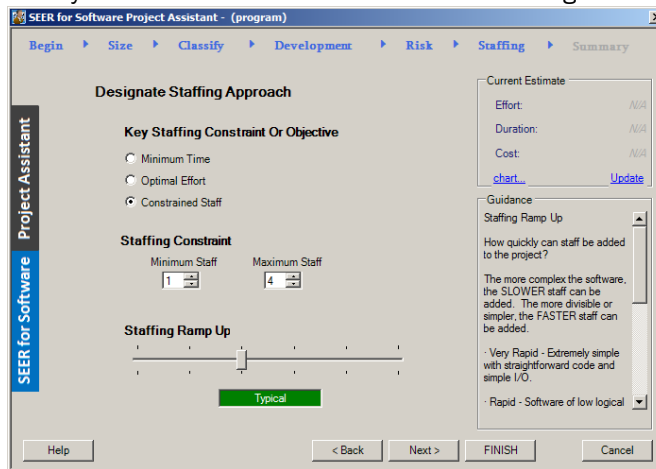 SEER for Software Project Assistant - (program)
Begin Size Classify Development Risk Staffing Summary
Designate Staffing Approach
Key Staffing Constraint Or Objective
Minimum Time
Optimal Effort
Constrained Staff
Staffing Constraint
Minimum Staff Maximum Staff
1 4
Staffing Ramp Up
Typical
SEER for Software Project Assistant
Current Estimate
Effort: N/A
Duration: N/A
Cost: N/A
chart... Update
Guidance
Staffing Ramp Up
How quickly can staff be added
to the project?
The more complex the software,
the SLOWER staff can be
added. The more divisible or
simpler, the FASTER staff can
be added.
· Very Rapid - Extremely simple
with straightforward code and
simple I/O.
· Rapid - Software of low logical
Help < Back Next > FINISH Cancel